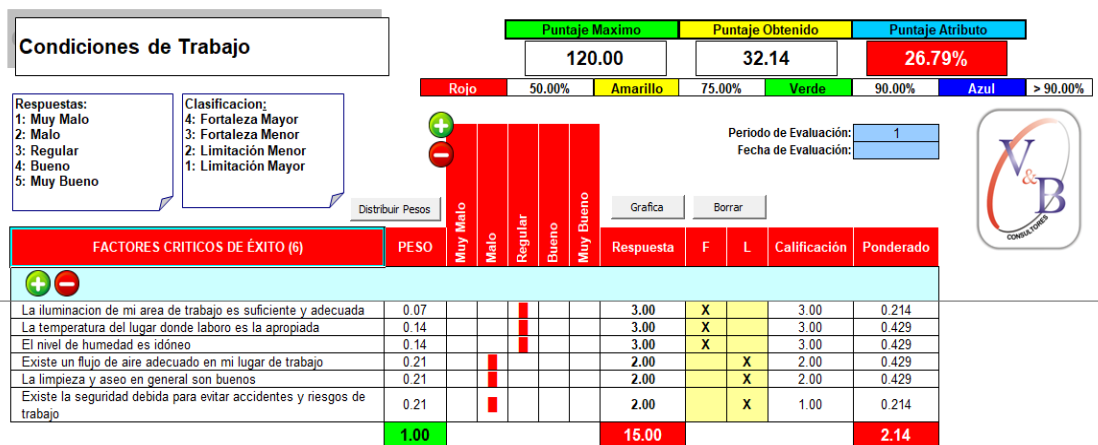 Condiciones de Trabajo
Puntaje Maximo Puntaje Obtenido Puntaje Atributo
120.00 32.14 26.79%
Rojo 50.00% Amarillo 75.00% Verde 90.00% Azul > 90.00%
Respuestas:
1: Muy Malo
2: Malo
3: Regular
4: Bueno
5: Muy Bueno
Clasificacion:
4: Fortaleza Mayor
3: Fortaleza Menor
2: Limitación Menor
1: Limitación Mayor
Periodo de Evaluación: 1
Fecha de Evaluación:
V&B
CONSULTORES
Distribuir Pesos
Grafica
Borrar
FACTORES CRITICOS DE ÉXITO (6) PESO Muy Malo Malo Regular Bueno Muy Bueno Respuesta F L Calificación Ponderado
La iluminacion de mi area de trabajo es suficiente y adecuada 0.07 3.00 X 3.00 0.214
La temperatura del lugar donde laboro es la apropiada 0.14 3.00 X 3.00 0.429
El nivel de humedad es idóneo 0.14 3.00 X 3.00 0.429
Existe un flujo de aire adecuado en mi lugar de trabajo 0.21 2.00 X 2.00 0.429
La limpieza y aseo en general son buenos 0.21 2.00 X 2.00 0.429
Existe la seguridad debida para evitar accidentes y riesgos de
trabajo 0.21 2.00 X 1.00 0.214
1.00 15.00 2.14